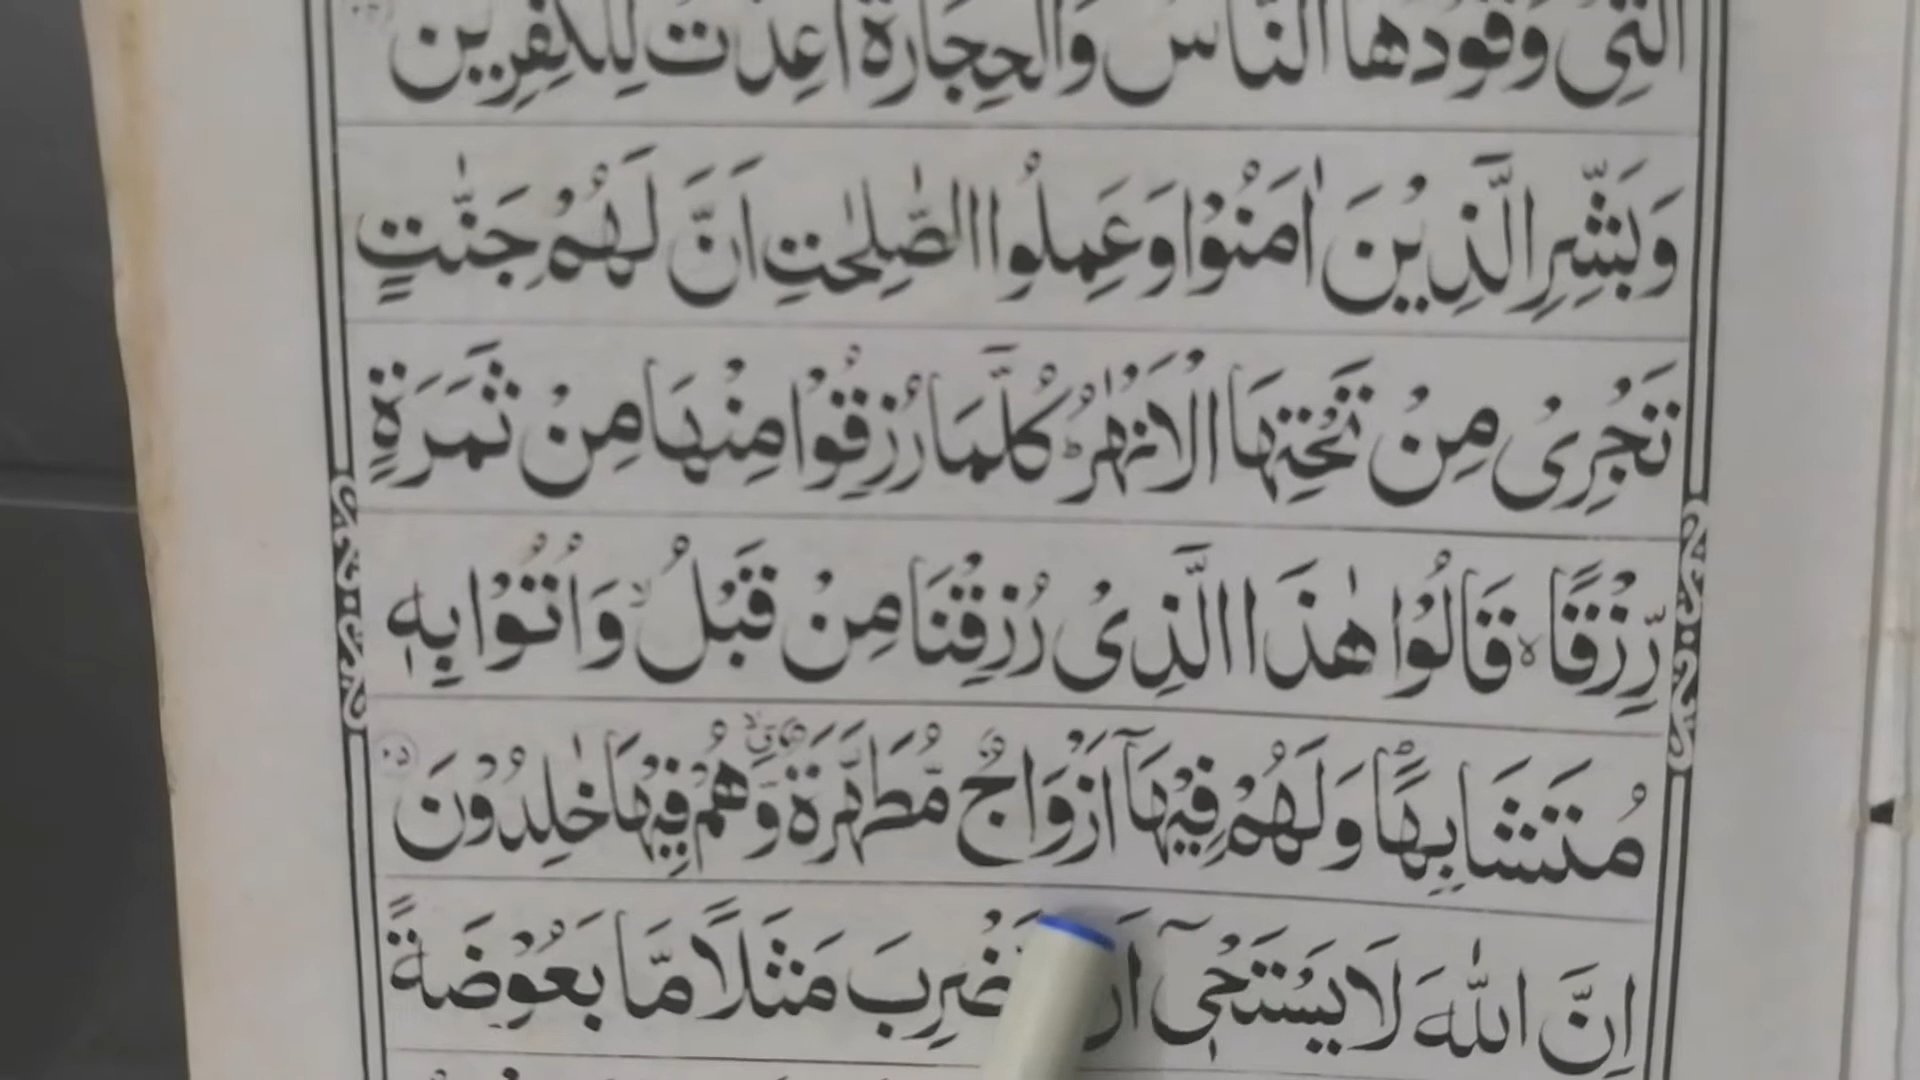 الَّتِیْ وَقُوْدُهَا النَّاسُ وَالْحِجَارَةُ اُعِدَّتْ لِلْكٰفِرِیْنَ
وَبَشِّرِ الَّذِیْنَ اٰمَنُوْا وَعَمِلُوا الصّٰلِحٰتِ اَنَّ لَهُمْ جَنّٰتٍ
تَجْرِیْ مِنْ تَحْتِهَا الْاَنْهٰرُ ؕ كُلَّمَا رُزِقُوْا مِنْهَا مِنْ ثَمَرَةٍ
رِّزْقًا ۙ قَالُوْا هٰذَا الَّذِیْ رُزِقْنَا مِنْ قَبْلُ ۙ وَاُتُوْا بِهٖ
مُتَشَابِهًا ؕ وَلَهُمْ فِیْهَاۤ اَزْوَاجٌ مُّطَهَّرَةٌ ۙۗ وَّهُمْ فِیْهَا خٰلِدُوْنَ
اِنَّ اللّٰهَ لَا یَسْتَحْیٖۤ یَّضْرِبَ مَثَلًا مَّا بَعُوْضَةً